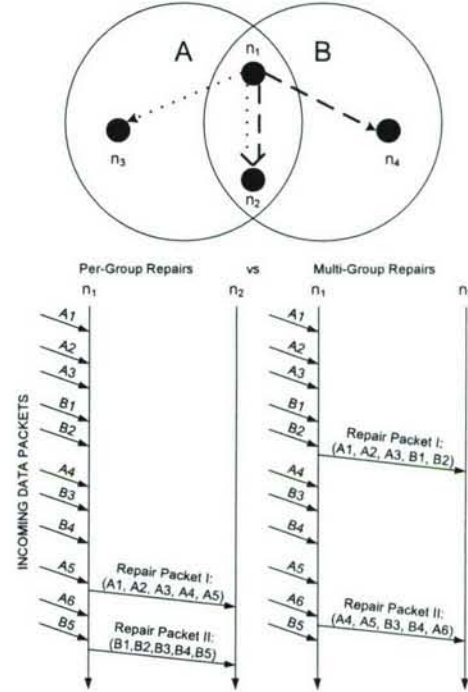 A
B
n1
n3
n4
n2
Per-Group Repairs vs Multi-Group Repairs
n1
n2
n1
n
INCOMING DATA PACKETS
A1
A2
A3
B1
B2
A4
B3
B4
A5
A6
B5
Repair Packet I:
(A1, A2, A3, A4, A5)
Repair Packet II:
(B1,B2,B3,B4,B5)
A1
A2
A3
B1
B2
A4
B3
B4
A5
A6
B5
Repair Packet I:
(A1, A2, A3, B1, B2)
Repair Packet II:
(A4, A5, B3, B4, A6)